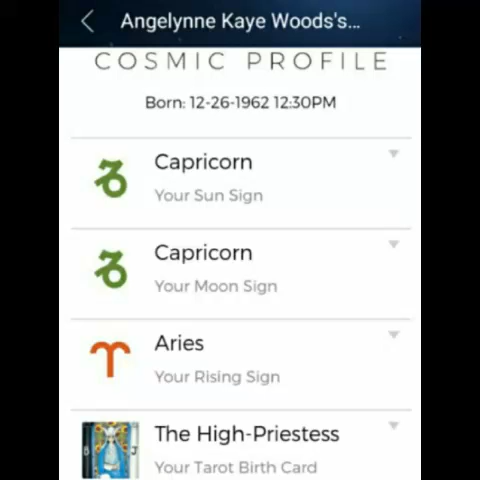 Angelynne Kaye Woods's...
COSMIC PROFILE
Born: 12-26-1962 12:30PM
Capricorn
Your Sun Sign
Capricorn
Your Moon Sign
Aries
Your Rising Sign
The High-Priestess
B J
Your Tarot Birth Card